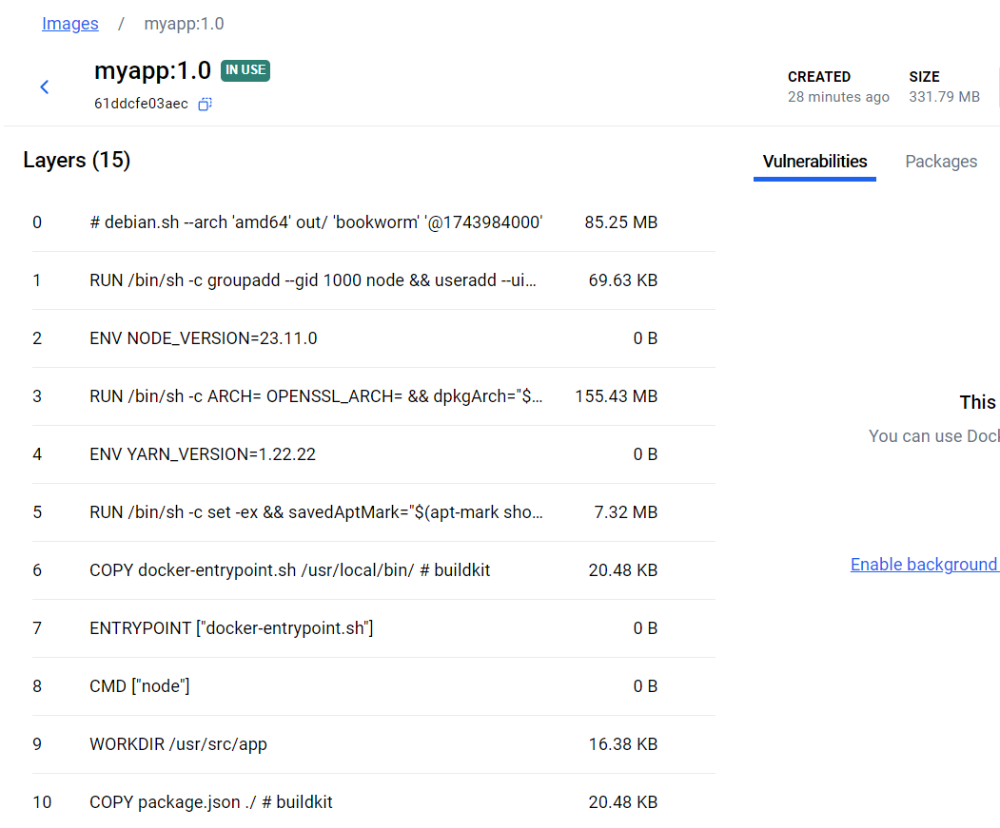 Images / myapp:1.0
myapp:1.0 IN USE
61ddcfe03aec
CREATED
28 minutes ago
SIZE
331.79 MB
Layers (15)
0 # debian.sh --arch 'amd64' out/ 'bookworm' '@1743984000' 85.25 MB
1 RUN /bin/sh -c groupadd --gid 1000 node && useradd --ui... 69.63 KB
2 ENV NODE_VERSION=23.11.0 0 B
3 RUN /bin/sh -c ARCH= OPENSSL_ARCH= && dpkgArch="$... 155.43 MB
4 ENV YARN_VERSION=1.22.22 0 B
5 RUN /bin/sh -c set -ex && savedAptMark="$(apt-mark sho... 7.32 MB
6 COPY docker-entrypoint.sh /usr/local/bin/ # buildkit 20.48 KB
7 ENTRYPOINT ["docker-entrypoint.sh"] 0 B
8 CMD ["node"] 0 B
9 WORKDIR /usr/src/app 16.38 KB
10 COPY package.json ./ # buildkit 20.48 KB
Vulnerabilities Packages
This
You can use
Enable background